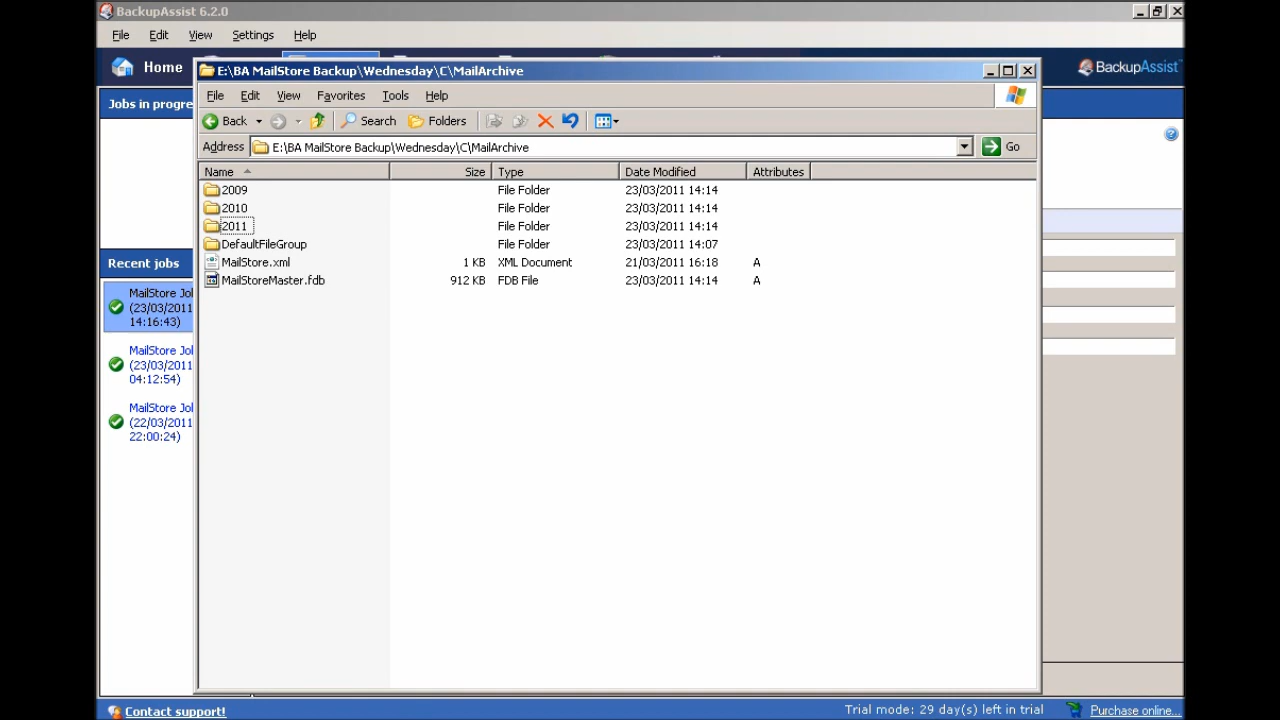 BackupAssist 6.2.0
File Edit View Settings Help
Home
BackupAssist
E:\BA MailStore Backup\Wednesday\C\MailArchive
File Edit View Favorites Tools Help
Back Search Folders
Address E:\BA MailStore Backup\Wednesday\C\MailArchive Go
Name Size Type Date Modified Attributes
2009 File Folder 23/03/2011 14:14
2010 File Folder 23/03/2011 14:14
2011 File Folder 23/03/2011 14:14
DefaultFileGroup File Folder 23/03/2011 14:07
MailStore.xml 1 KB XML Document 21/03/2011 16:18 A
MailStoreMaster.fdb 912 KB FDB File 23/03/2011 14:14 A
Jobs in progre
Recent jobs
MailStore Jol
(23/03/2011
14:16:43)
MailStore Jol
(23/03/2011
04:12:54)
MailStore Jol
(22/03/2011
22:00:24)
Contact support!
Trial mode: 29 day(s) left in trial
Purchase online...